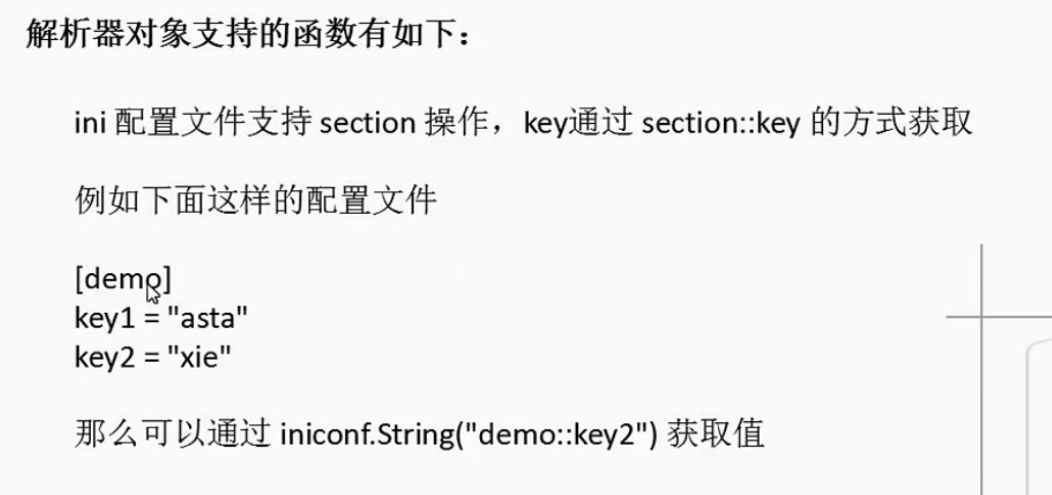 解析器对象支持的函数有如下：
ini 配置文件支持 section 操作，key通过 section::key 的方式获取
例如下面这样的配置文件
[demo]
key1 = "asta"
key2 = "xie"
那么可以通过 iniconf.String("demo::key2") 获取值